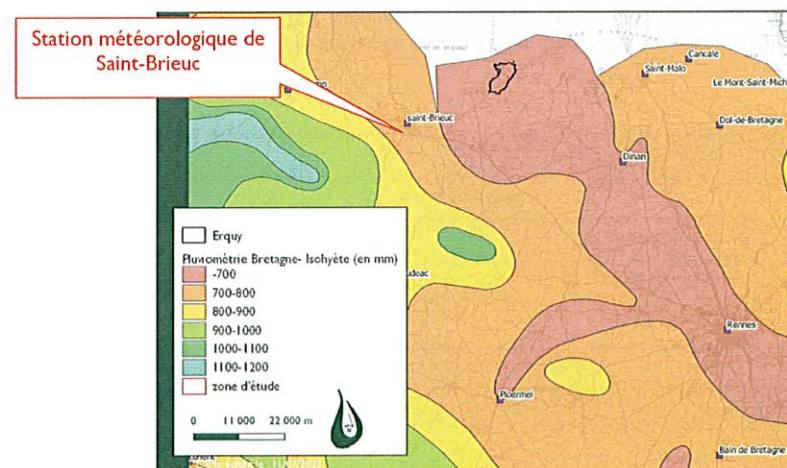 Station météorologique de
Saint-Brieuc
Cancale
Saint-Malo
Le Mont-Saint-Mich
saint-Brieuc
Dol-de-Bretagne
Dinan
Erquy
Pluviométrie Bretagne- Isohyète (en mm)
-700
700-800
800-900
900-1000
1000-1100
1100-1200
zone d'étude
0 11 000 22 000 m
Rennes
Ploërmel
Bain de Bretagne